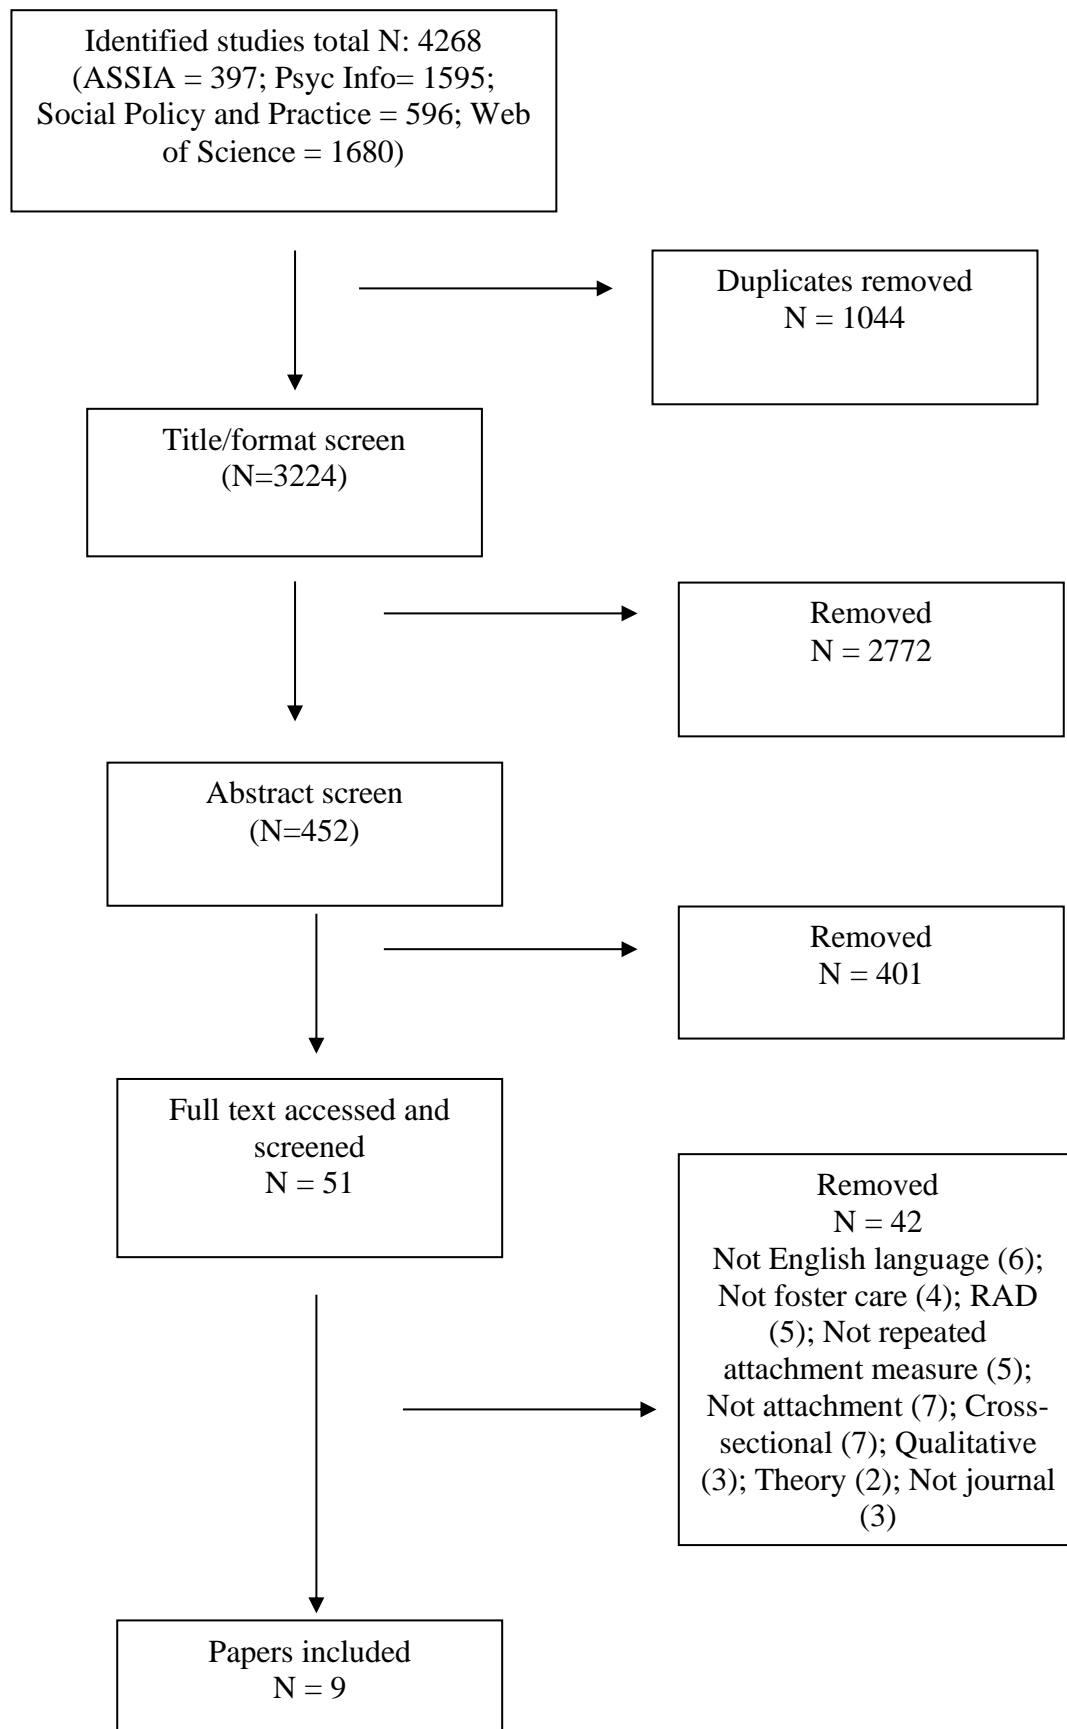 Identified studies total N: 4268
(ASSIA = 397; Psyc Info= 1595;
Social Policy and Practice = 596; Web
of Science = 1680)
Duplicates removed
N = 1044
Title/format screen
(N=3224)
Removed
N = 2772
Abstract screen
(N=452)
Removed
N = 401
Full text accessed and
screened
N = 51
Removed
N = 42
Not English language (6);
Not foster care (4); RAD
(5); Not repeated
attachment measure (5);
Not attachment (7); Cross-
sectional (7); Qualitative
(3); Theory (2); Not journal
(3)
Papers included
N = 9